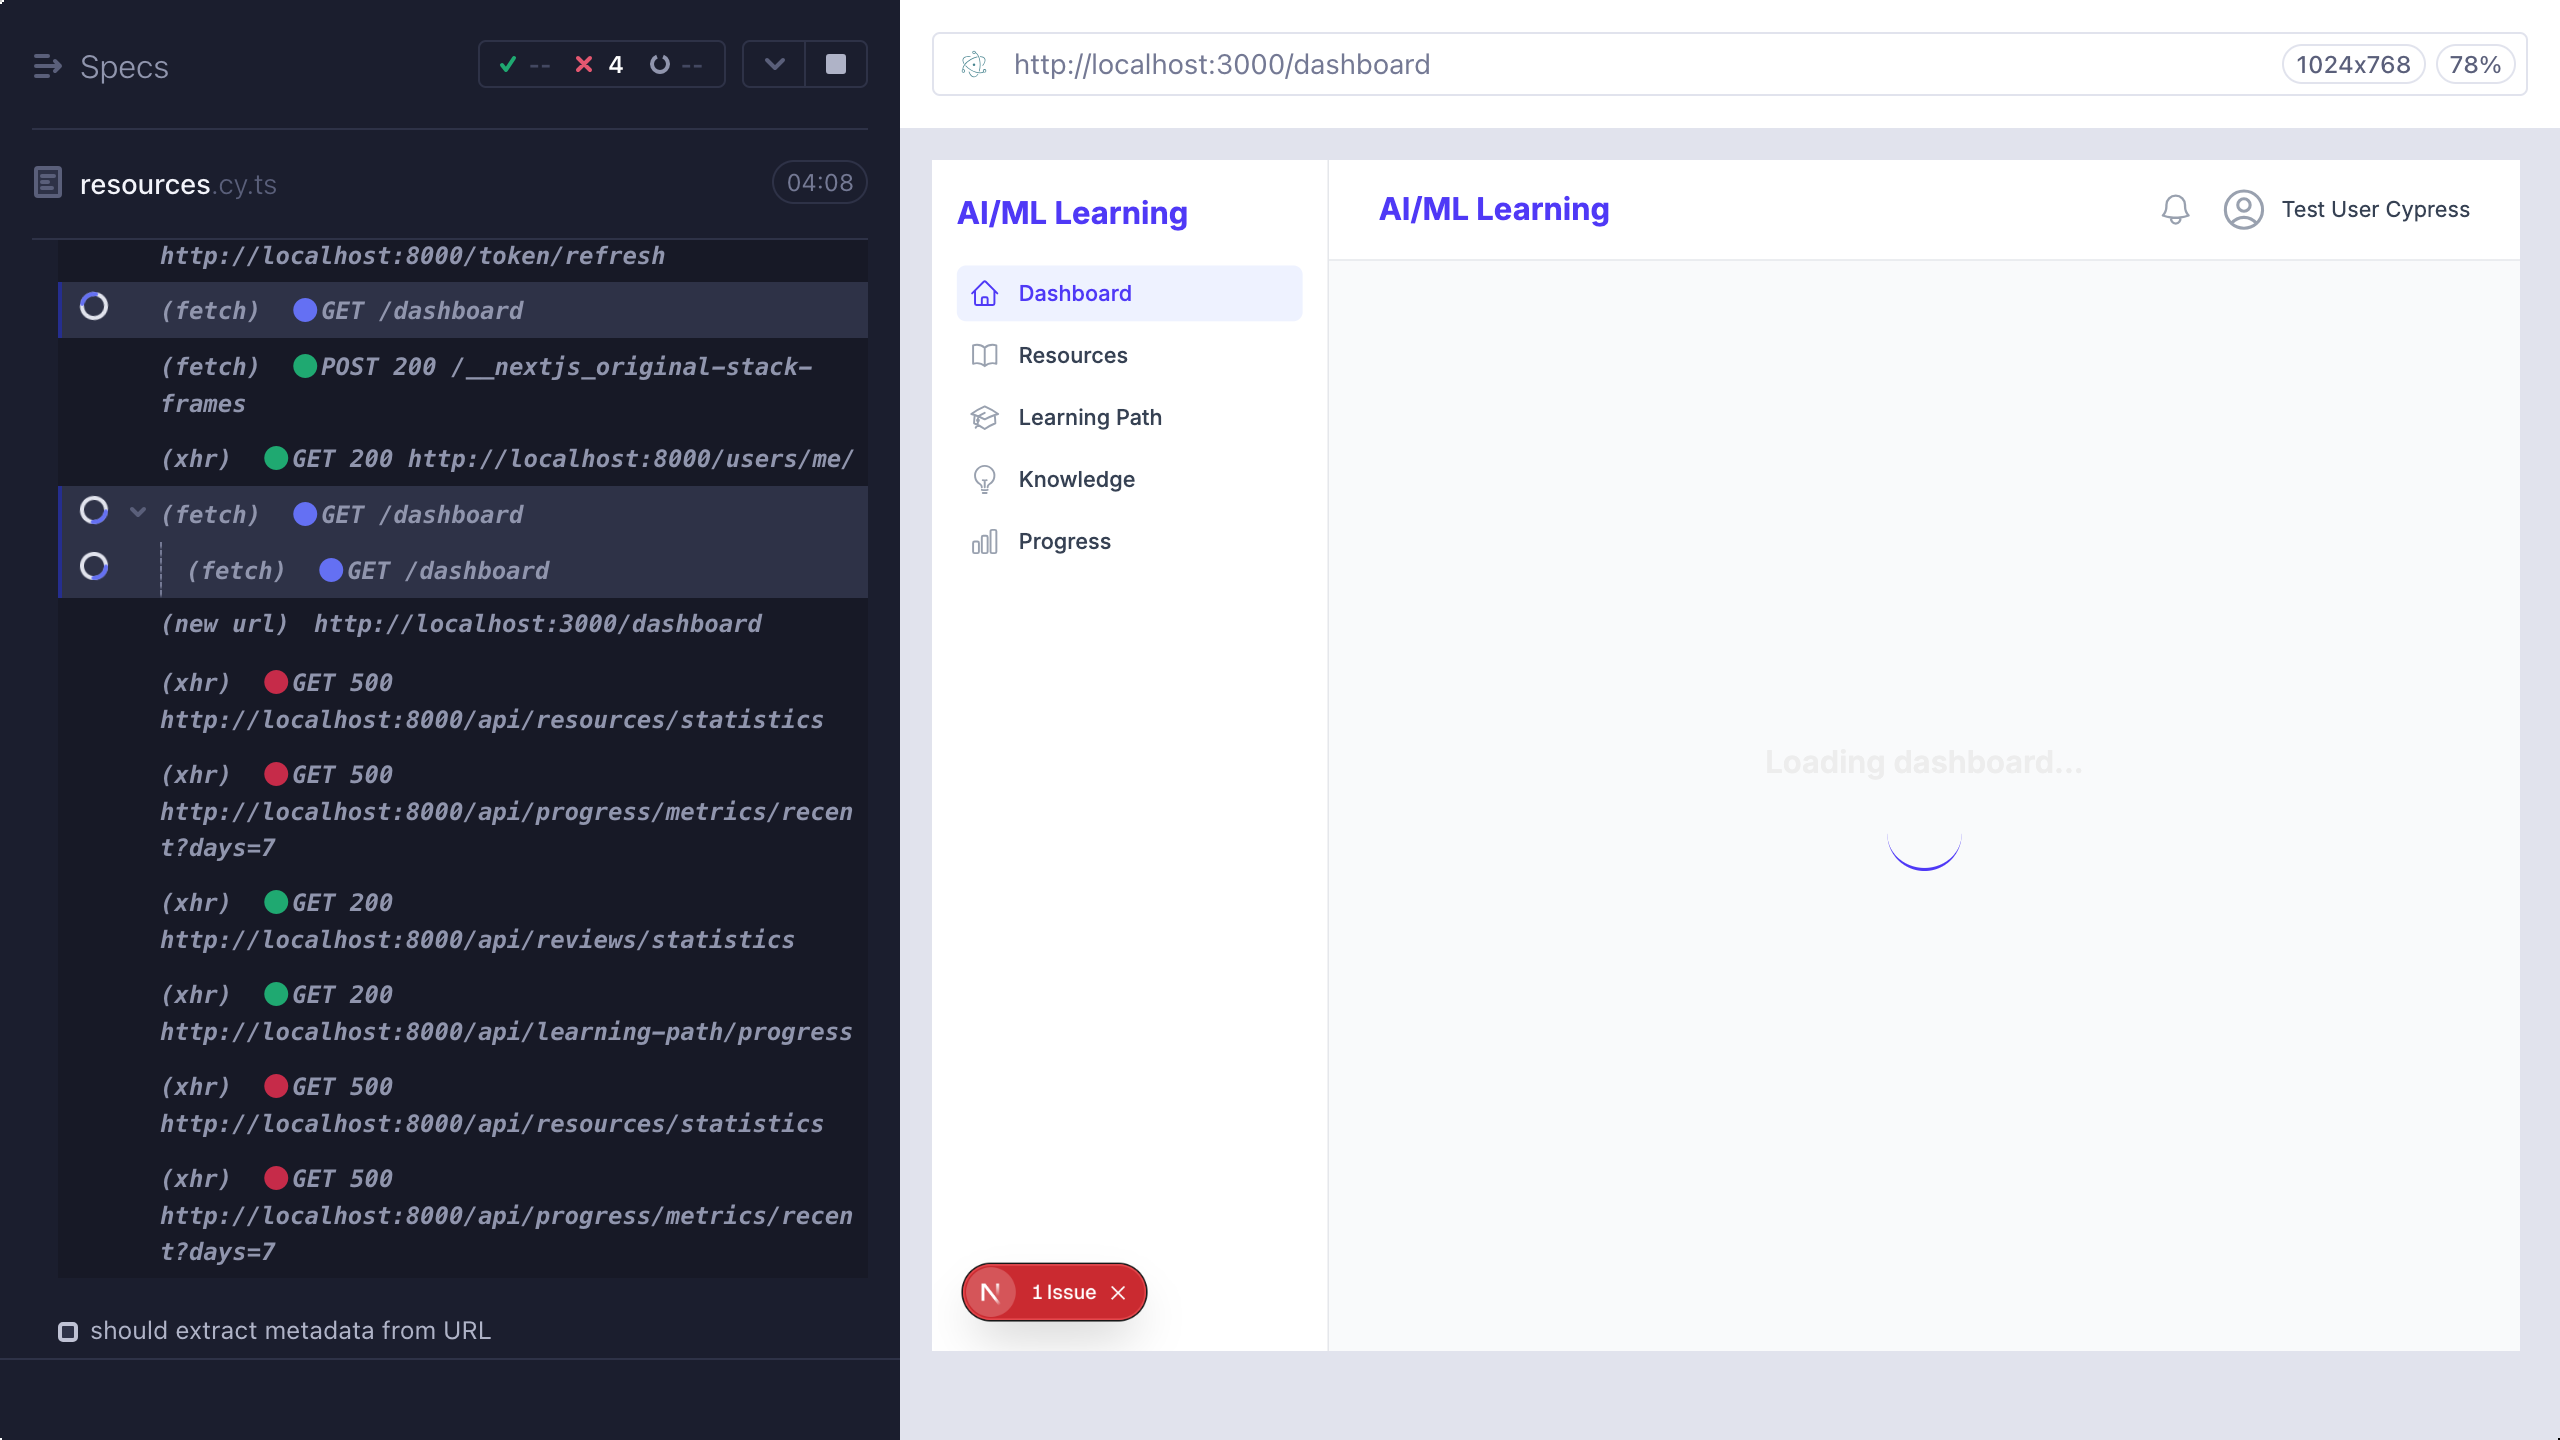 Specs
--
4
--
resources.cy.ts
04:08
http://localhost:8000/token/refresh
(fetch) GET /dashboard
(fetch) POST 200 /__nextjs_original-stack-
frames
(xhr) GET 200 http://localhost:8000/users/me/
(fetch) GET /dashboard
(fetch) GET /dashboard
(new url) http://localhost:3000/dashboard
(xhr) GET 500
http://localhost:8000/api/resources/statistics
(xhr) GET 500
http://localhost:8000/api/progress/metrics/recen
t?days=7
(xhr) GET 200
http://localhost:8000/api/reviews/statistics
(xhr) GET 200
http://localhost:8000/api/learning-path/progress
(xhr) GET 500
http://localhost:8000/api/resources/statistics
(xhr) GET 500
http://localhost:8000/api/progress/metrics/recen
t?days=7
should extract metadata from URL
http://localhost:3000/dashboard
1024x768
78%
AI/ML Learning
Dashboard
Resources
Learning Path
Knowledge
Progress
N 1 Issue
AI/ML Learning
Test User Cypress
Loading dashboard...